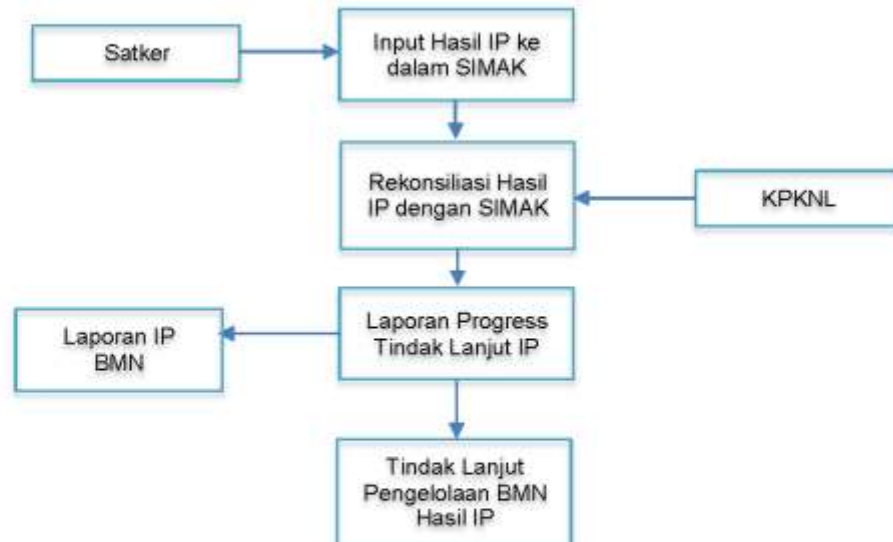 Satker
Input Hasil IP ke
dalam SIMAK
Rekonsiliasi Hasil
IP dengan SIMAK
KPKNL
Laporan IP
BMN
Laporan Progress
Tindak Lanjut IP
Tindak Lanjut
Pengelolaan BMN
Hasil IP